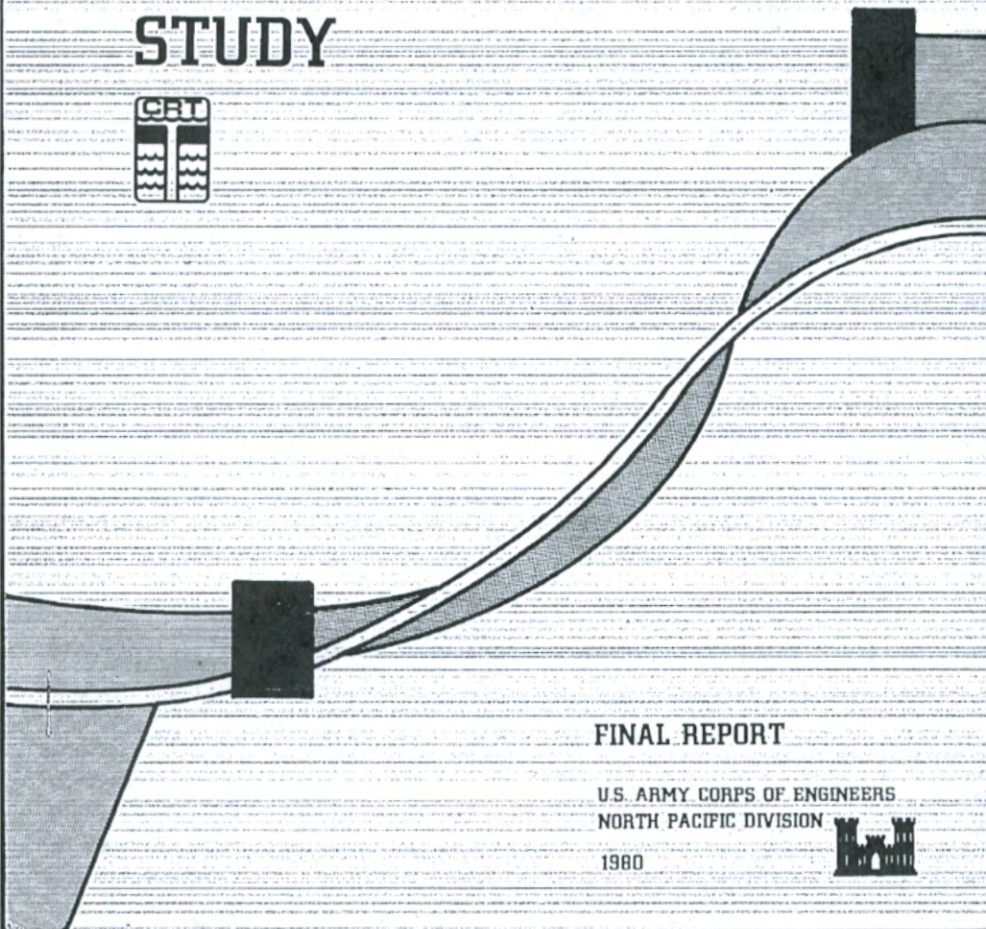 STUDY
CRT
FINAL REPORT
U.S. ARMY CORPS OF ENGINEERS
NORTH PACIFIC DIVISION
1980